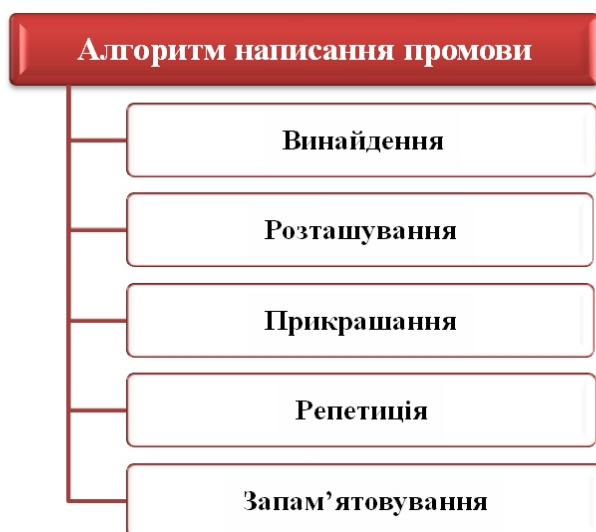 Алгоритм написання промови
Винайдення
Розташування
Прикрашання
Репетиція
Запам’ятовування